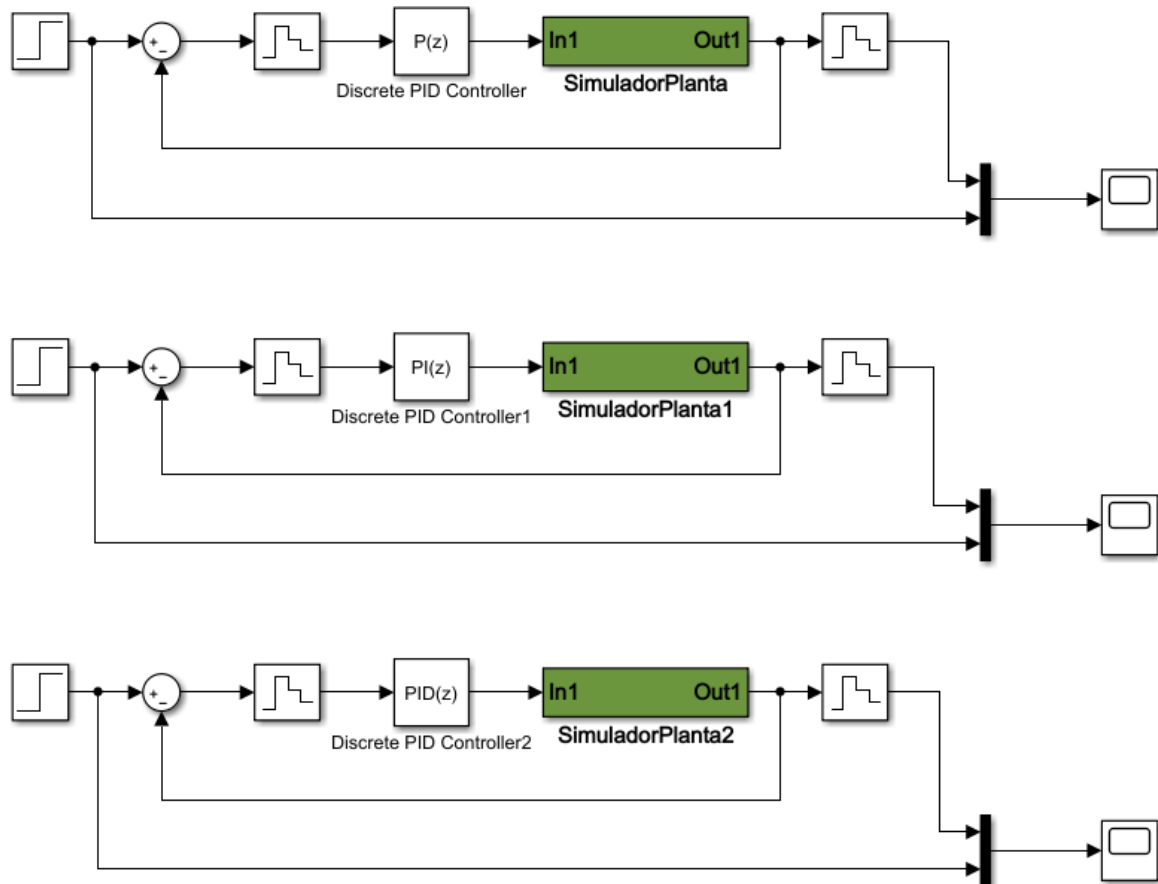 P(z)
In1 Out1
Discrete PID Controller
SimuladorPlanta
PI(z)
In1 Out1
Discrete PID Controller1
SimuladorPlanta1
PID(z)
In1 Out1
Discrete PID Controller2
SimuladorPlanta2